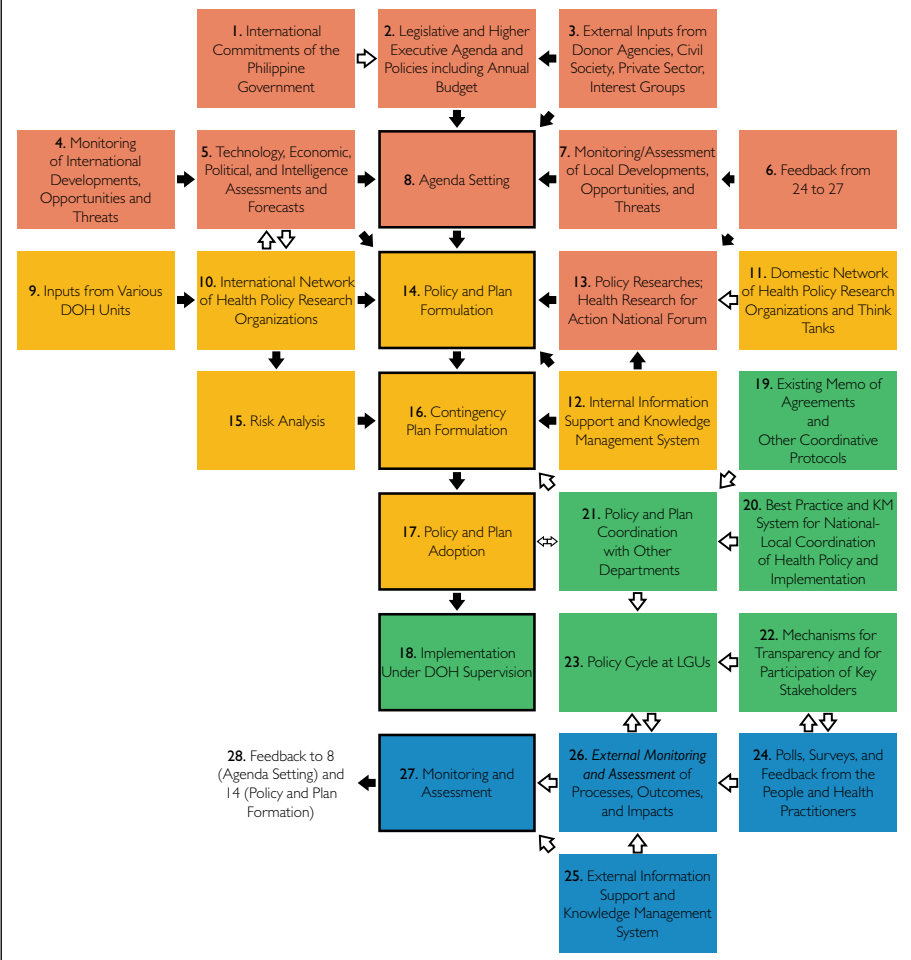 1. International
Commitments of the
Philippine
Government
2. Legislative and Higher
Executive Agenda and
Policies including Annual
Budget
3. External Inputs from
Donor Agencies, Civil
Society, Private Sector,
Interest Groups
4. Monitoring
of International
Developments,
Opportunities and
Threats
5. Technology, Economic,
Political, and Intelligence
Assessments and
Forecasts
8. Agenda Setting
7. Monitoring/Assessment
of Local Developments,
Opportunities, and
Threats
6. Feedback from
24 to 27
9. Inputs from Various
DOH Units
10. International Network
of Health Policy Research
Organizations
14. Policy and Plan
Formulation
13. Policy Researches;
Health Research for
Action National Forum
11. Domestic Network
of Health Policy Research
Organizations and Think
Tanks
15. Risk Analysis
16. Contingency
Plan Formulation
12. Internal Information
Support and Knowledge
Management System
19. Existing Memo of
Agreements
and
Other Coordinative
Protocols
17. Policy and Plan
Adoption
21. Policy and Plan
Coordination
with Other
Departments
20. Best Practice and KM
System for National-
Local Coordination
of Health Policy and
Implementation
18. Implementation
Under DOH Supervision
23. Policy Cycle at LGUs
22. Mechanisms for
Transparency and for
Participation of Key
Stakeholders
28. Feedback to 8
(Agenda Setting) and
14 (Policy and Plan
Formation)
27. Monitoring and
Assessment
26. External Monitoring
and Assessment of
Processes, Outcomes,
and Impacts
24. Polls, Surveys, and
Feedback from the
People and Health
Practitioners
25. External Information
Support and
Knowledge Management
System